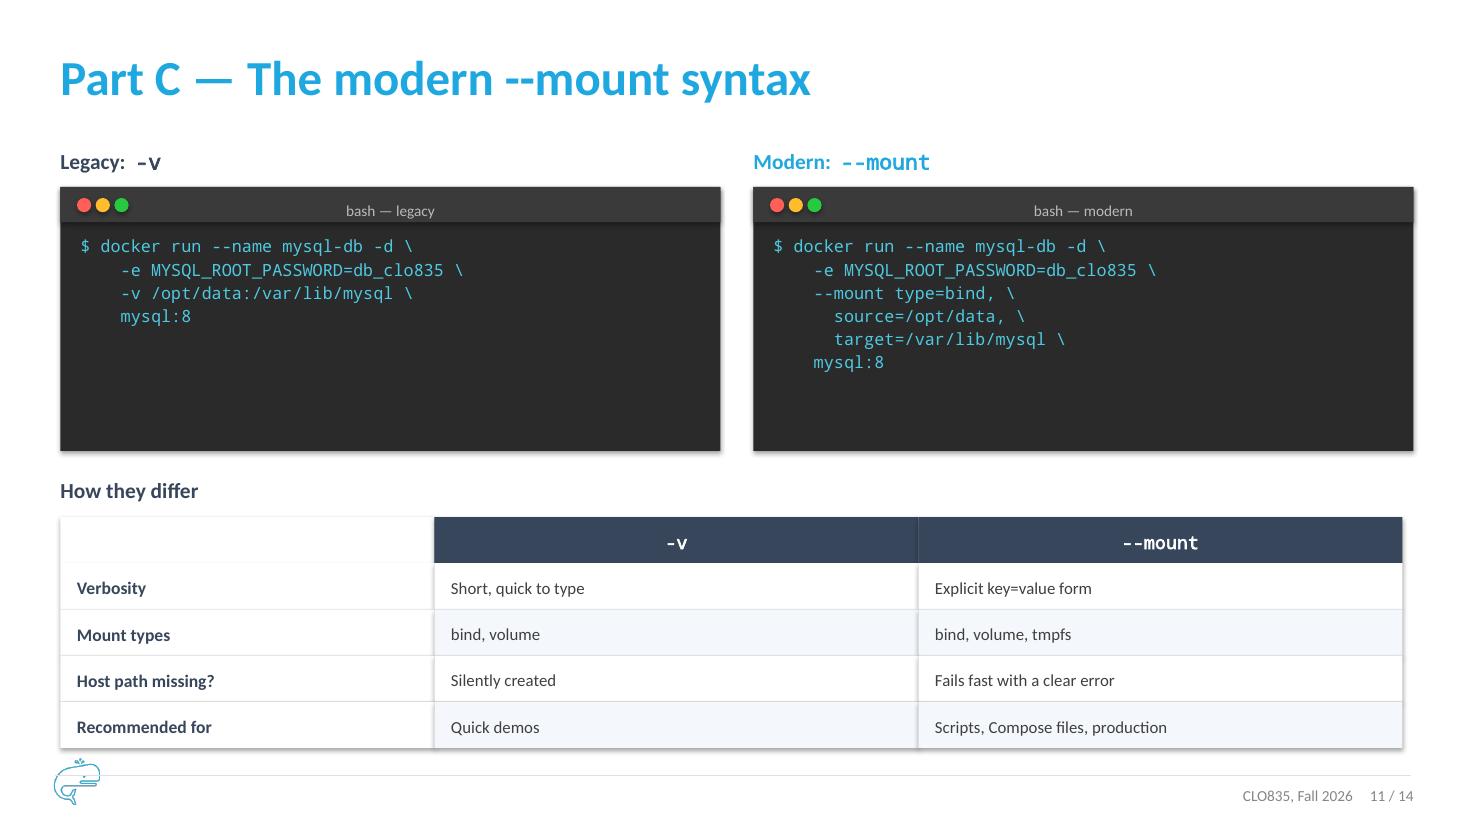 Part C — The modern --mount syntax
Legacy: -v
bash — legacy
$ docker run --name mysql-db -d \
-e MYSQL_ROOT_PASSWORD=db_clo835 \
-v /opt/data:/var/lib/mysql \
mysql:8
Modern: --mount
bash — modern
$ docker run --name mysql-db -d \
-e MYSQL_ROOT_PASSWORD=db_clo835 \
--mount type=bind, \
source=/opt/data, \
target=/var/lib/mysql \
mysql:8
How they differ
-v --mount
Verbosity Short, quick to type Explicit key=value form
Mount types bind, volume bind, volume, tmpfs
Host path missing? Silently created Fails fast with a clear error
Recommended for Quick demos Scripts, Compose files, production
CLO835, Fall 2026 11 / 14